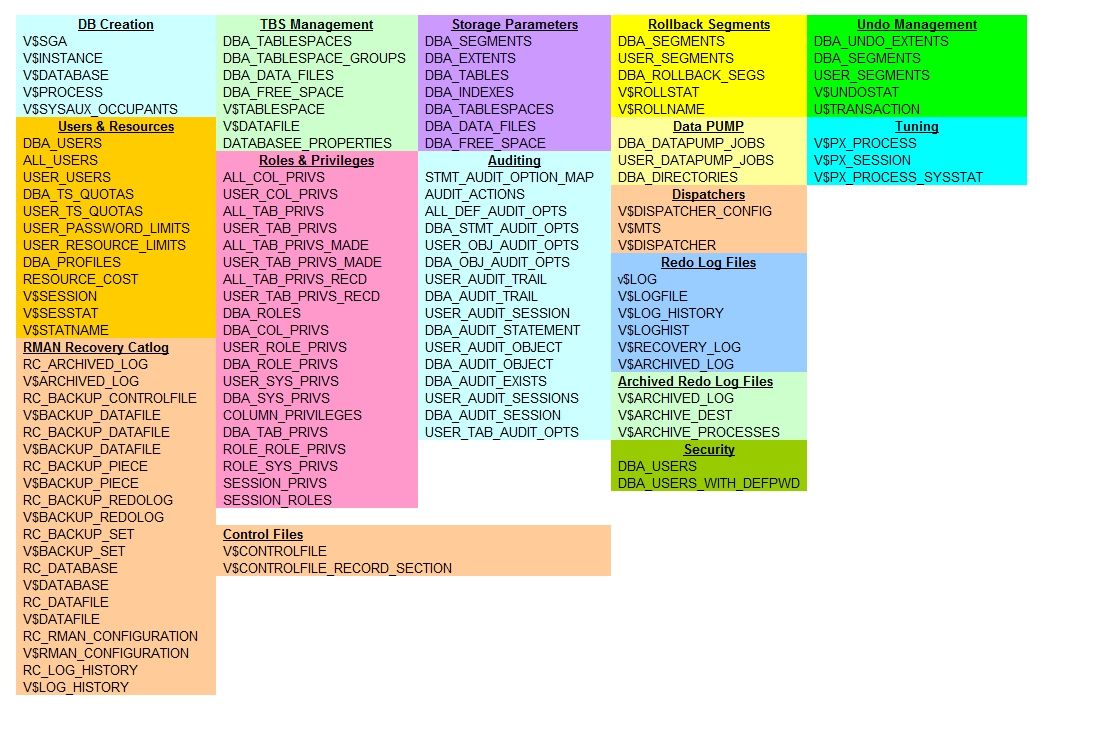 DB Creation
V$SGA
V$INSTANCE
V$DATABASE
V$PROCESS
V$SYSAUX_OCCUPANTS
Users & Resources
DBA_USERS
ALL_USERS
USER_USERS
DBA_TS_QUOTAS
USER_TS_QUOTAS
USER_PASSWORD_LIMITS
USER_RESOURCE_LIMITS
DBA_PROFILES
RESOURCE_COST
V$SESSION
V$SESSTAT
V$STATNAME
RMAN Recovery Catlog
RC_ARCHIVED_LOG
V$ARCHIVED_LOG
RC_BACKUP_CONTROLFILE
V$BACKUP_DATAFILE
RC_BACKUP_DATAFILE
V$BACKUP_DATAFILE
RC_BACKUP_PIECE
V$BACKUP_PIECE
RC_BACKUP_REDOLOG
V$BACKUP_REDOLOG
RC_BACKUP_SET
V$BACKUP_SET
RC_DATABASE
V$DATABASE
RC_DATAFILE
V$DATAFILE
RC_RMAN_CONFIGURATION
V$RMAN_CONFIGURATION
RC_LOG_HISTORY
V$LOG_HISTORY
TBS Management
DBA_TABLESPACES
DBA_TABLESPACE_GROUPS
DBA_DATA_FILES
DBA_FREE_SPACE
V$TABLESPACE
V$DATAFILE
DATABASEE_PROPERTIES
Roles & Privileges
ALL_COL_PRIVS
USER_COL_PRIVS
ALL_TAB_PRIVS
USER_TAB_PRIVS
ALL_TAB_PRIVS_MADE
USER_TAB_PRIVS_MADE
ALL_TAB_PRIVS_RECD
USER_TAB_PRIVS_RECD
DBA_ROLES
DBA_COL_PRIVS
USER_ROLE_PRIVS
DBA_ROLE_PRIVS
USER_SYS_PRIVS
DBA_SYS_PRIVS
COLUMN_PRIVILEGES
DBA_TAB_PRIVS
ROLE_ROLE_PRIVS
ROLE_SYS_PRIVS
SESSION_PRIVS
SESSION_ROLES
Control Files
V$CONTROLFILE
V$CONTROLFILE_RECORD_SECTION
Storage Parameters
DBA_SEGMENTS
DBA_EXTENTS
DBA_TABLES
DBA_INDEXES
DBA_TABLESPACES
DBA_DATA_FILES
DBA_FREE_SPACE
Auditing
STMT_AUDIT_OPTION_MAP
AUDIT_ACTIONS
ALL_DEF_AUDIT_OPTS
DBA_STMT_AUDIT_OPTS
USER_OBJ_AUDIT_OPTS
DBA_OBJ_AUDIT_OPTS
USER_AUDIT_TRAIL
DBA_AUDIT_TRAIL
USER_AUDIT_SESSION
DBA_AUDIT_STATEMENT
USER_AUDIT_OBJECT
DBA_AUDIT_OBJECT
DBA_AUDIT_EXISTS
USER_AUDIT_SESSIONS
DBA_AUDIT_SESSION
USER_TAB_AUDIT_OPTS
Rollback Segments
DBA_SEGMENTS
USER_SEGMENTS
DBA_ROLLBACK_SEGS
V$ROLLSTAT
V$ROLLNAME
Data PUMP
DBA_DATAPUMP_JOBS
USER_DATAPUMP_JOBS
DBA_DIRECTORIES
Dispatchers
V$DISPATCHER_CONFIG
V$MTS
V$DISPATCHER
Redo Log Files
v$LOG
V$LOGFILE
V$LOG_HISTORY
V$LOGHIST
V$RECOVERY_LOG
V$ARCHIVED_LOG
Archived Redo Log Files
V$ARCHIVED_LOG
V$ARCHIVE_DEST
V$ARCHIVE_PROCESSES
Security
DBA_USERS
DBA_USERS_WITH_DEFPWD
Undo Management
DBA_UNDO_EXTENTS
DBA_SEGMENTS
USER_SEGMENTS
V$UNDOSTAT
U$TRANSACTION
Tuning
V$PX_PROCESS
V$PX_SESSION
V$PX_PROCESS_SYSSTAT